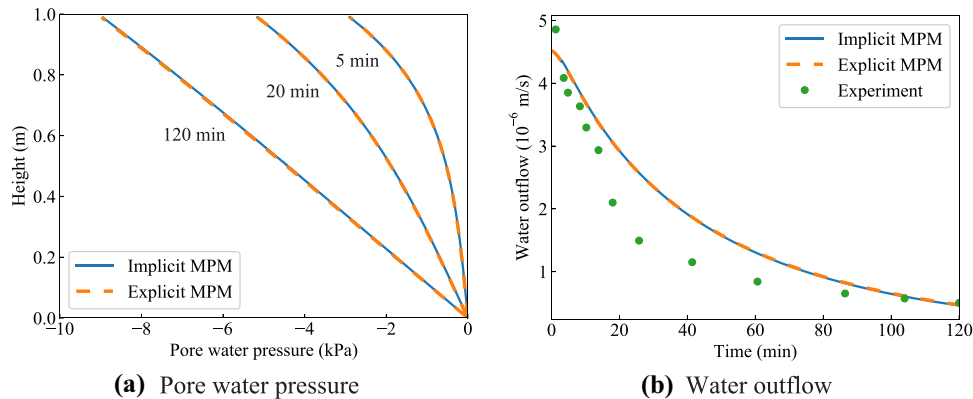 1.0
0.8
0.6
0.4
0.2
0.0
Height (m)
5 min
20 min
120 min
Implicit MPM
Explicit MPM
−10
−8
−6
−4
−2
0
Pore water pressure (kPa)
(a) Pore water pressure
5
4
3
2
1
Water outflow (10⁻⁶ m/s)
Implicit MPM
Explicit MPM
Experiment
0
20
40
60
80
100
120
Time (min)
(b) Water outflow